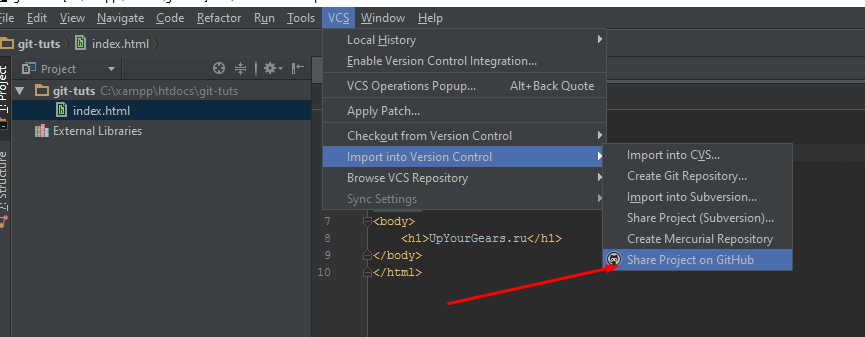 File Edit View Navigate Code Refactor Run Tools VCS Window Help
git-tuts index.html
Project
git-tuts C:\xampp\htdocs\git-tuts
index.html
External Libraries
1: Project
7: Structure
Local History
Enable Version Control Integration...
VCS Operations Popup... Alt+Back Quote
Apply Patch...
Checkout from Version Control
Import into Version Control
Browse VCS Repository
Sync Settings
Import into CVS...
Create Git Repository...
Import into Subversion...
Share Project (Subversion)...
Create Mercurial Repository
Share Project on GitHub
7 <body>
8 <h1>UpYourGears.ru</h1>
9 </body>
10 </html>